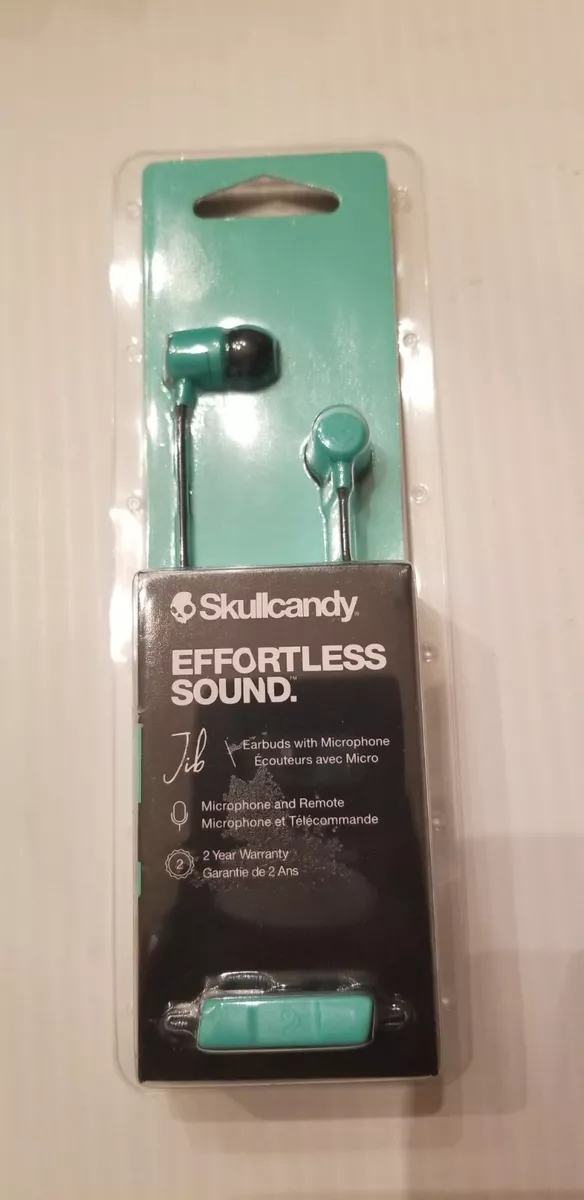 Skullcandy
EFFORTLESS
SOUND.™
Jib
Earbuds with Microphone
Écouteurs avec Micro
Microphone and Remote
Microphone et Télécommande
2
2 Year Warranty
Garantie de 2 Ans